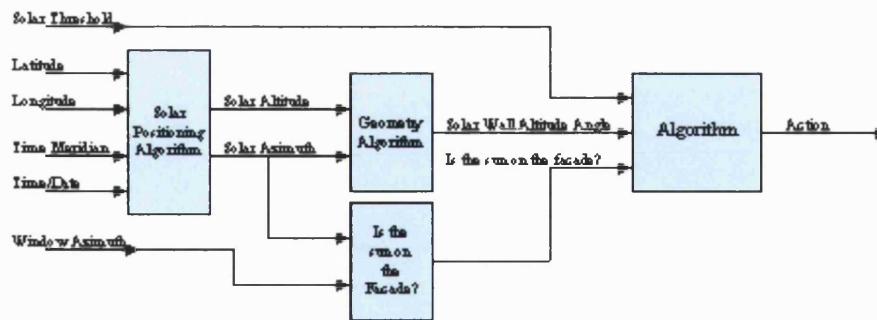 Solar Threshold
Latitude
Longitude
Time Meridian
Time/Date
Window Azimuth
Solar
Positioning
Algorithm
Solar Altitude
Solar Azimuth
Geometry
Algorithm
Is the
sun on
the
Facade?
Solar Wall Altitude Angle
Is the sun on the facade?
Algorithm
Action